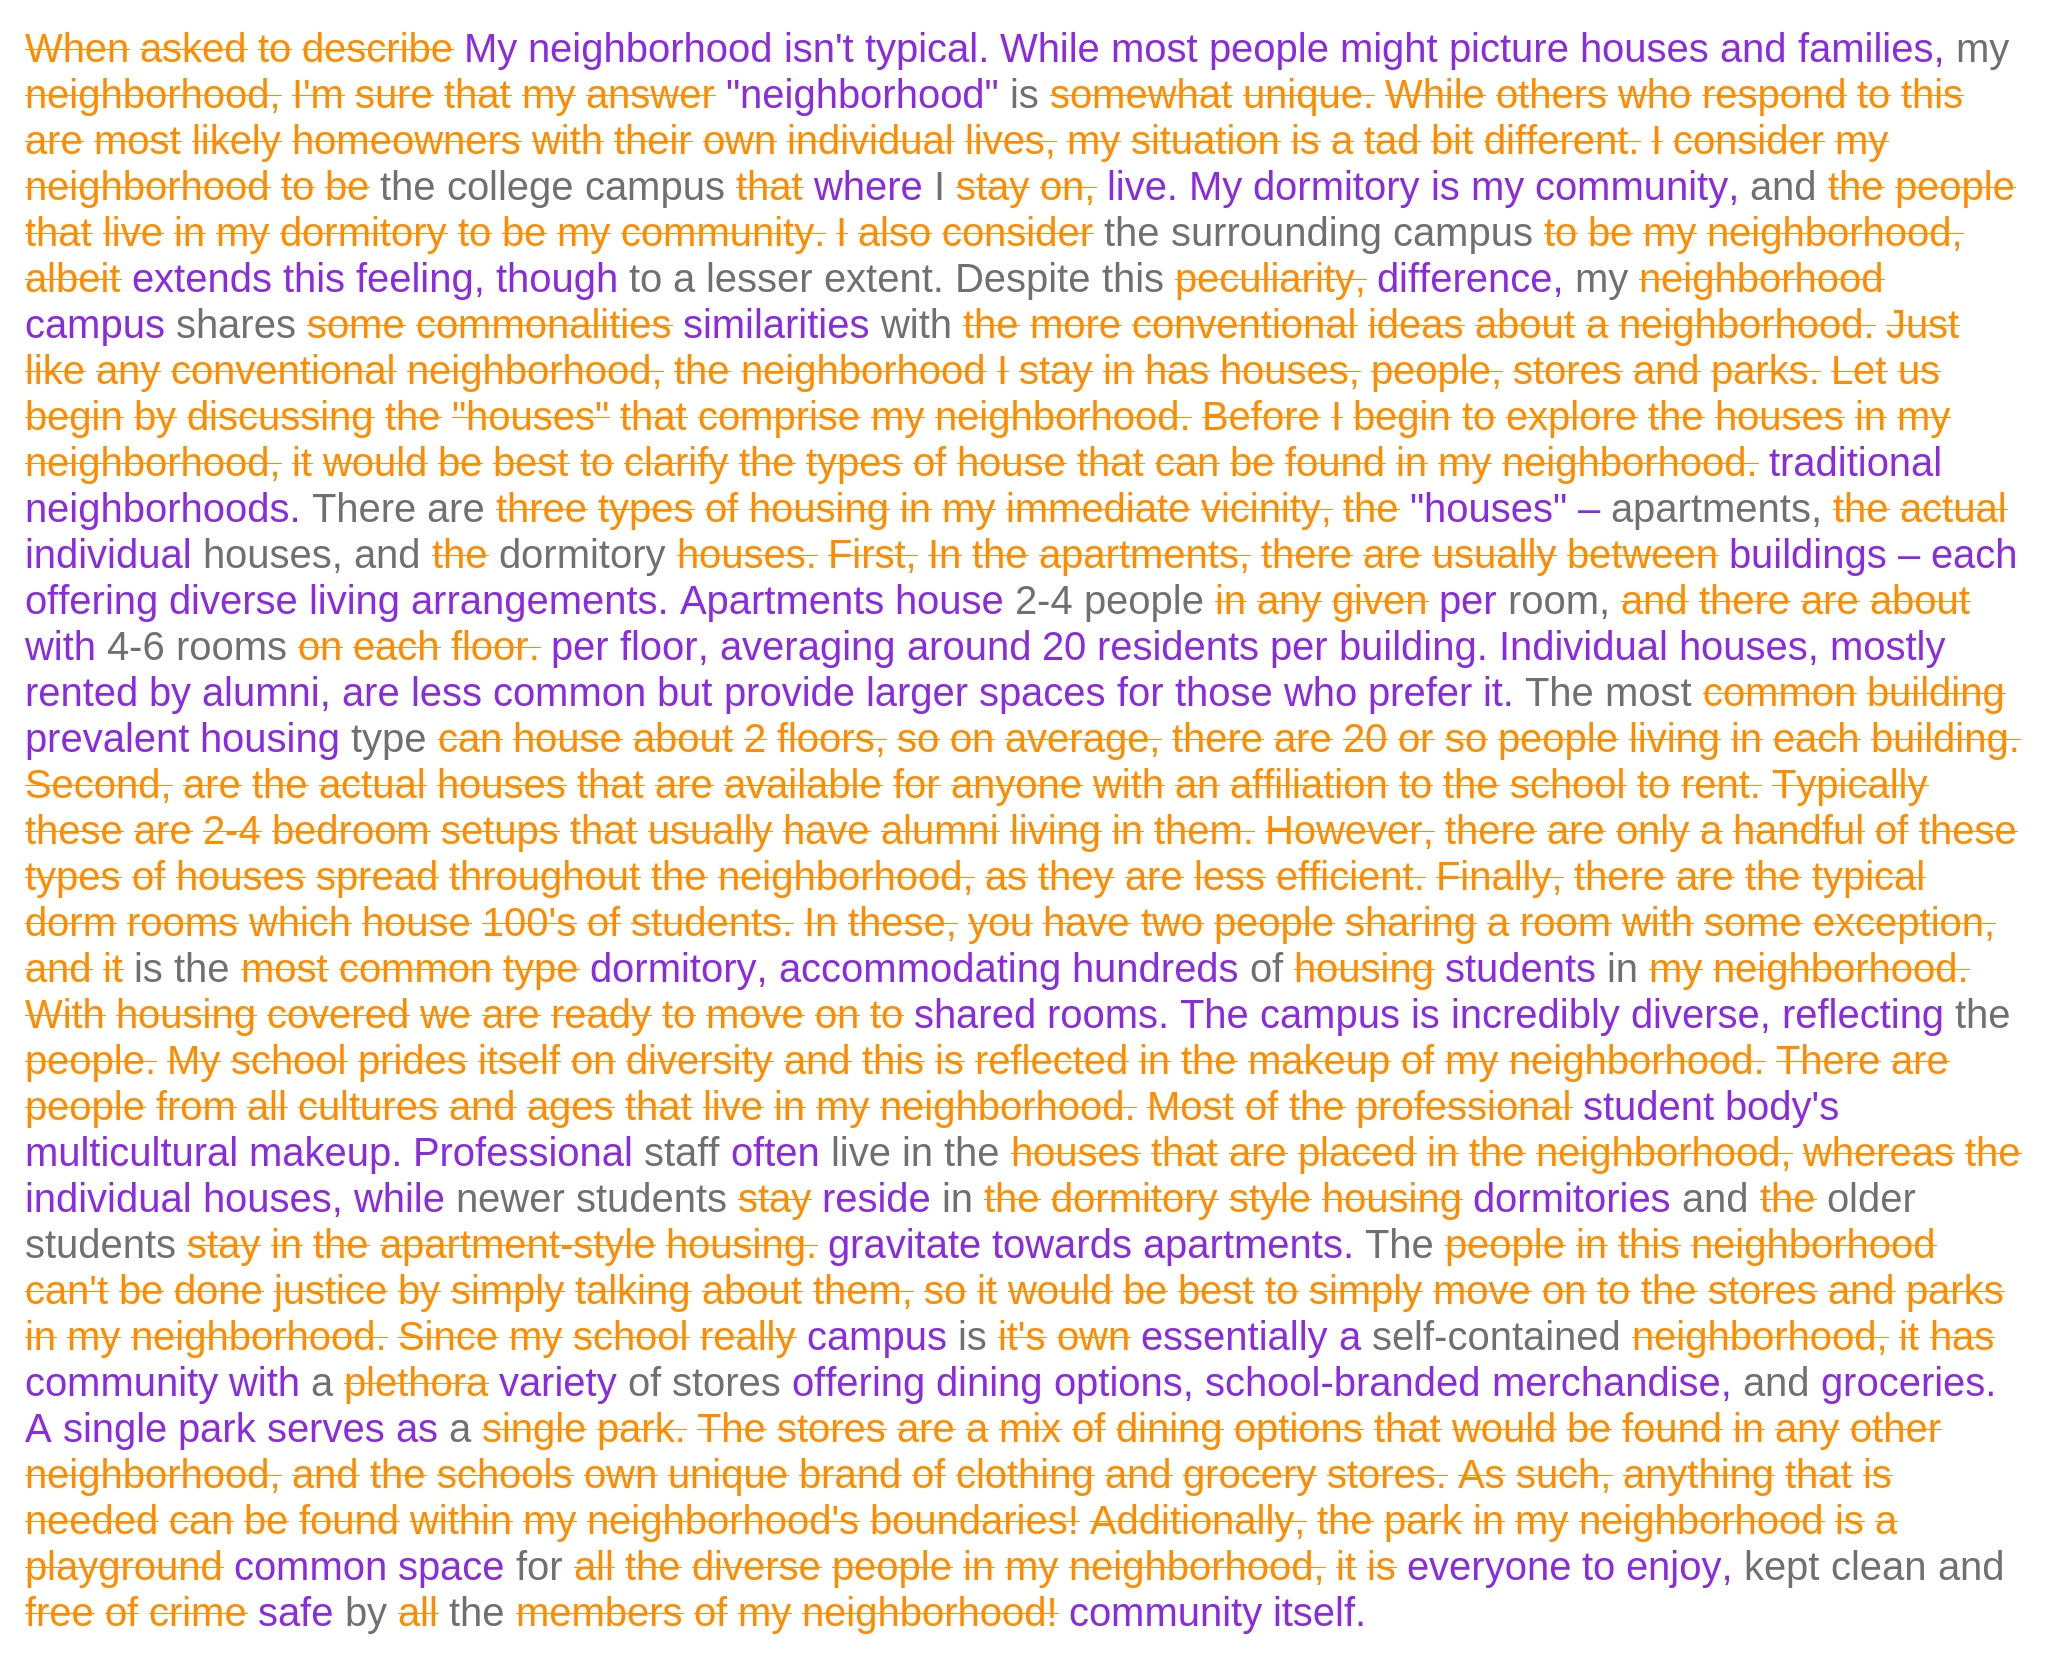 When asked to describe My neighborhood isn't typical. While most people might picture houses and families, my
neighborhood, I'm sure that my answer "neighborhood" is somewhat unique. While others who respond to this
are most likely homeowners with their own individual lives, my situation is a tad bit different. I consider my
neighborhood to be the college campus that where I stay on, live. My dormitory is my community, and the people
that live in my dormitory to be my community. I also consider the surrounding campus to be my neighborhood,
albeit extends this feeling, though to a lesser extent. Despite this peculiarity, difference, my neighborhood
campus shares some commonalities similarities with the more conventional ideas about a neighborhood. Just
like any conventional neighborhood, the neighborhood I stay in has houses, people, stores and parks. Let us
begin by discussing the "houses" that comprise my neighborhood. Before I begin to explore the houses in my
neighborhood, it would be best to clarify the types of house that can be found in my neighborhood. traditional
neighborhoods. There are three types of housing in my immediate vicinity, the "houses" – apartments, the actual
individual houses, and the dormitory houses. First, In the apartments, there are usually between buildings – each
offering diverse living arrangements. Apartments house 2-4 people in any given per room, and there are about
with 4-6 rooms on each floor. per floor, averaging around 20 residents per building. Individual houses, mostly
rented by alumni, are less common but provide larger spaces for those who prefer it. The most common building
prevalent housing type can house about 2 floors, so on average, there are 20 or so people living in each building.
Second, are the actual houses that are available for anyone with an affiliation to the school to rent. Typically
these are 2-4 bedroom setups that usually have alumni living in them. However, there are only a handful of these
types of houses spread throughout the neighborhood, as they are less efficient. Finally, there are the typical
dorm rooms which house 100's of students. In these, you have two people sharing a room with some exception,
and it is the most common type dormitory, accommodating hundreds of housing students in my neighborhood.
With housing covered we are ready to move on to shared rooms. The campus is incredibly diverse, reflecting the
people. My school prides itself on diversity and this is reflected in the makeup of my neighborhood. There are
people from all cultures and ages that live in my neighborhood. Most of the professional student body's
multicultural makeup. Professional staff often live in the houses that are placed in the neighborhood, whereas the
individual houses, while newer students stay reside in the dormitory style housing dormitories and the older
students stay in the apartment-style housing. gravitate towards apartments. The people in this neighborhood
can't be done justice by simply talking about them, so it would be best to simply move on to the stores and parks
in my neighborhood. Since my school really campus is it's own essentially a self-contained neighborhood, it has
community with a plethora variety of stores offering dining options, school-branded merchandise, and groceries.
A single park serves as a single park. The stores are a mix of dining options that would be found in any other
neighborhood, and the schools own unique brand of clothing and grocery stores. As such, anything that is
needed can be found within my neighborhood's boundaries! Additionally, the park in my neighborhood is a
playground common space for all the diverse people in my neighborhood, it is everyone to enjoy, kept clean and
free of crime safe by all the members of my neighborhood! community itself.